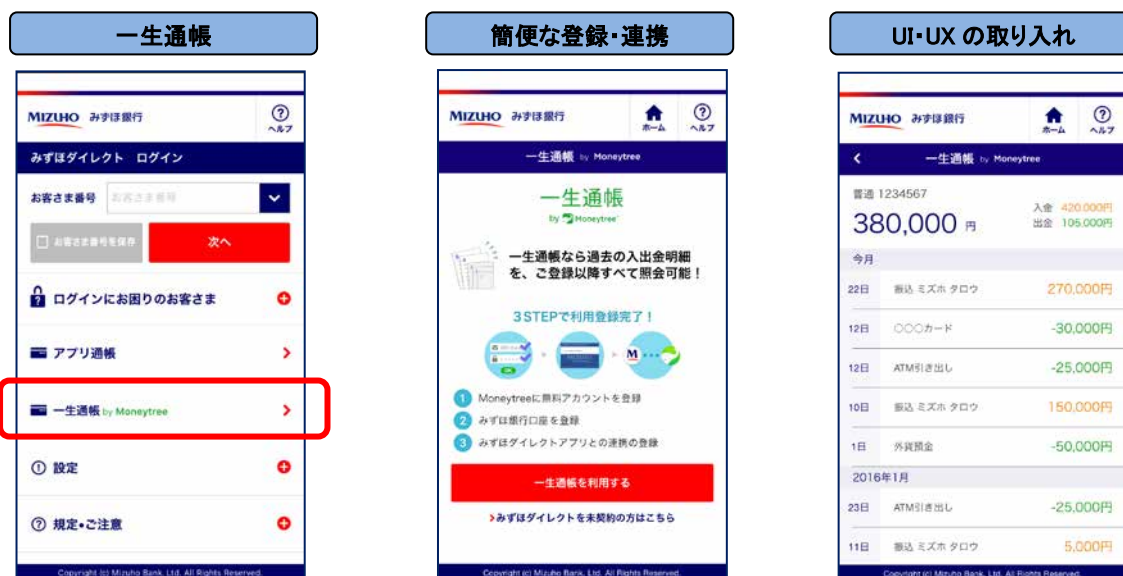 一生通帳
MIZUHO みずほ銀行
ヘルプ
みずほダイレクト ログイン
お客さま番号 お客さま番号
お客さま番号を保存 次へ
ログインにお困りのお客さま
アプリ通帳
一生通帳 by Moneytree
設定
規定・ご注意
Copyright (c) Mizuho Bank, Ltd. All Rights Reserved.
簡便な登録・連携
MIZUHO みずほ銀行
ホーム ヘルプ
一生通帳 by Moneytree
一生通帳
by Moneytree
一生通帳なら過去の入出金明細
を、ご登録以降すべて照会可能!
3STEPで利用登録完了!
1 Moneytreeに無料アカウントを登録
2 みずほ銀行口座を登録
3 みずほダイレクトアプリとの連携の登録
一生通帳を利用する
みずほダイレクトを未契約の方はこちら
Copyright (c) Mizuho Bank, Ltd. All Rights Reserved.
UI・UX の取り入れ
MIZUHO みずほ銀行
ホーム ヘルプ
一生通帳 by Moneytree
普通 1234567
380,000 円
入金 420,000円
出金 105,000円
今月
22日 振込 ミズホ タロウ 270,000円
12日 〇〇〇カード -30,000円
12日 ATM引き出し -25,000円
10日 振込 ミズホ タロウ 150,000円
1日 外貨預金 -50,000円
2016年1月
23日 ATM引き出し -25,000円
11日 振込 ミズホ タロウ 5,000円
Copyright (c) Mizuho Bank, Ltd. All Rights Reserved.